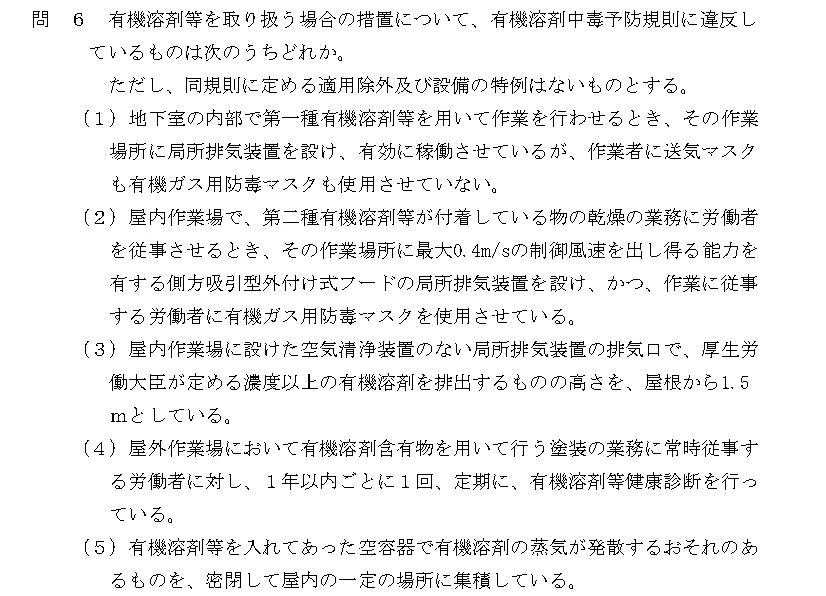 問　６　有機溶剤等を取り扱う場合の措置について、有機溶剤中毒予防規則に違反し
ているものは次のうちどれか。
ただし、同規則に定める適用除外及び設備の特例はないものとする。
（１）地下室の内部で第一種有機溶剤等を用いて作業を行わせるとき、その作業
場所に局所排気装置を設け、有効に稼働させているが、作業者に送気マスク
も有機ガス用防毒マスクも使用させていない。
（２）屋内作業場で、第二種有機溶剤等が付着している物の乾燥の業務に労働者
を従事させるとき、その作業場所に最大0.4m/sの制御風速を出し得る能力を
有する側方吸引型外付け式フードの局所排気装置を設け、かつ、作業に従事
する労働者に有機ガス用防毒マスクを使用させている。
（３）屋内作業場に設けた空気清浄装置のない局所排気装置の排気口で、厚生労
働大臣が定める濃度以上の有機溶剤を排出するものの高さを、屋根から1.5
ｍとしている。
（４）屋外作業場において有機溶剤含有物を用いて行う塗装の業務に常時従事す
る労働者に対し、１年以内ごとに１回、定期に、有機溶剤等健康診断を行っ
ている。
（５）有機溶剤等を入れてあった空容器で有機溶剤の蒸気が発散するおそれのあ
るものを、密閉して屋内の一定の場所に集積している。